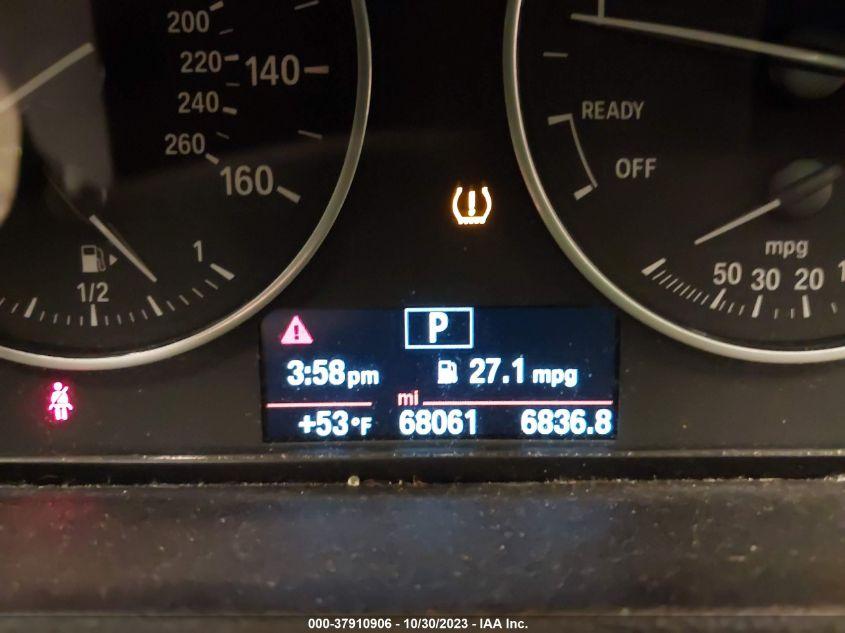 200
220
140
240
260
160
1
1/2
READY
OFF
mpg
50 30 20
P
3:58pm 27.1 mpg
mi
+53°F 68061 6836.8
000-37910906 - 10/30/2023 - IAA Inc.